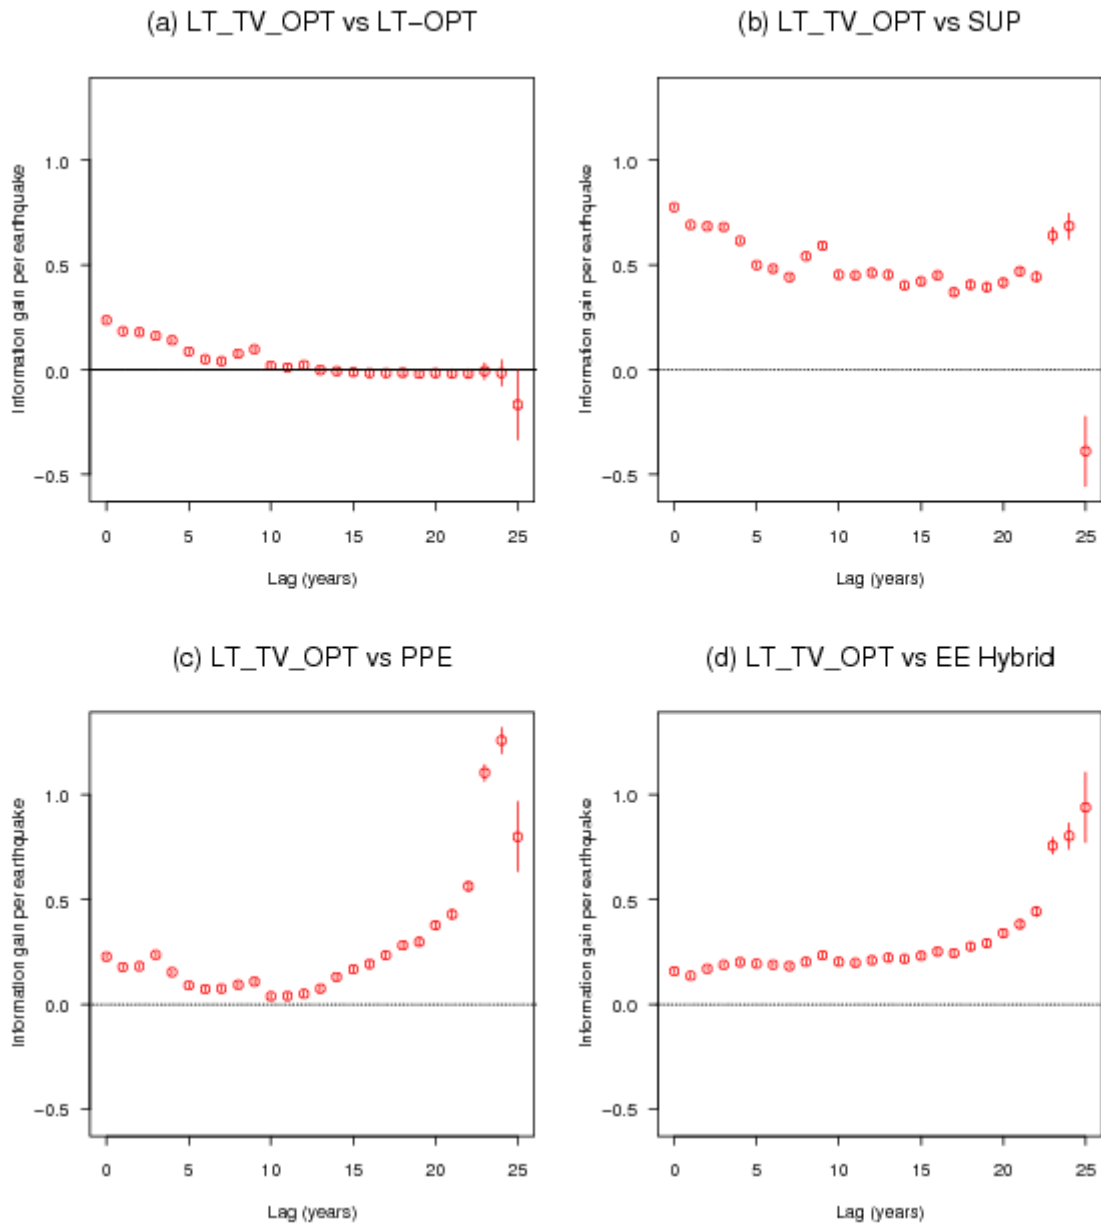 (a) LT_TV_OPT vs LT-OPT
Information gain per earthquake
1.0
0.5
0.0
−0.5
0 5 10 15 20 25
Lag (years)
(b) LT_TV_OPT vs SUP
Information gain per earthquake
1.0
0.5
0.0
−0.5
0 5 10 15 20 25
Lag (years)
(c) LT_TV_OPT vs PPE
Information gain per earthquake
1.0
0.5
0.0
−0.5
0 5 10 15 20 25
Lag (years)
(d) LT_TV_OPT vs EE Hybrid
Information gain per earthquake
1.0
0.5
0.0
−0.5
0 5 10 15 20 25
Lag (years)